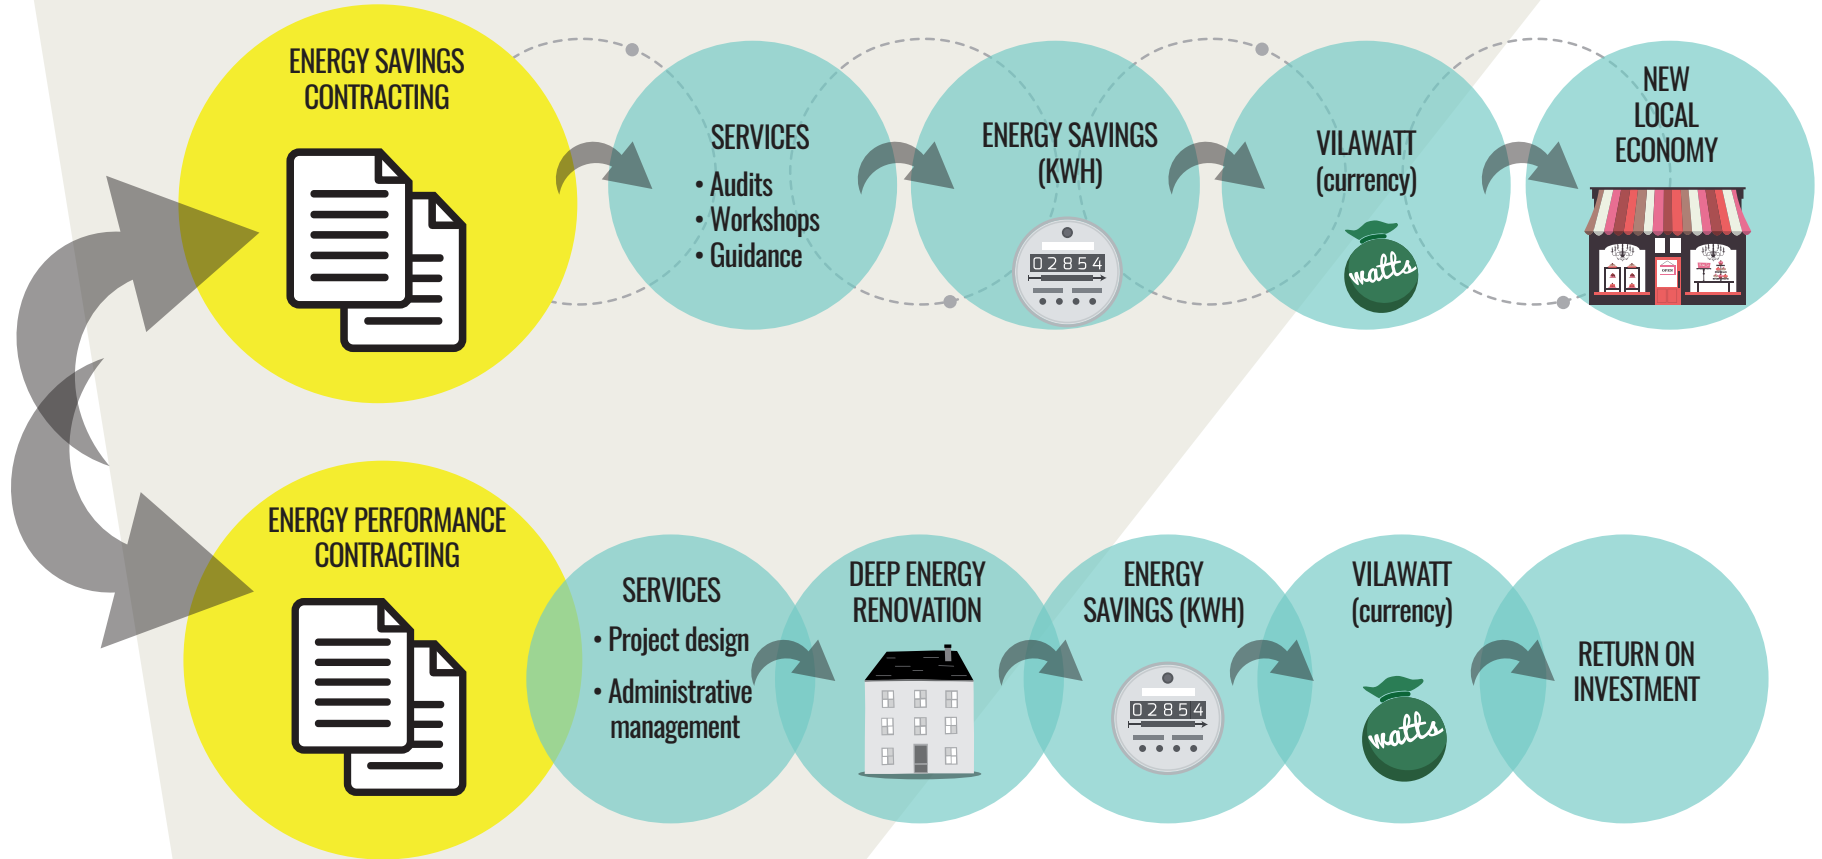 ENERGY SAVINGS
CONTRACTING
SERVICES
• Audits
• Workshops
• Guidance
ENERGY SAVINGS
(KWH)
02854
VILAWATT
(currency)
watts
NEW
LOCAL
ECONOMY
OPEN
ENERGY PERFORMANCE
CONTRACTING
SERVICES
• Project design
• Administrative
management
DEEP ENERGY
RENOVATION
ENERGY
SAVINGS (KWH)
02854
VILAWATT
(currency)
watts
RETURN ON
INVESTMENT